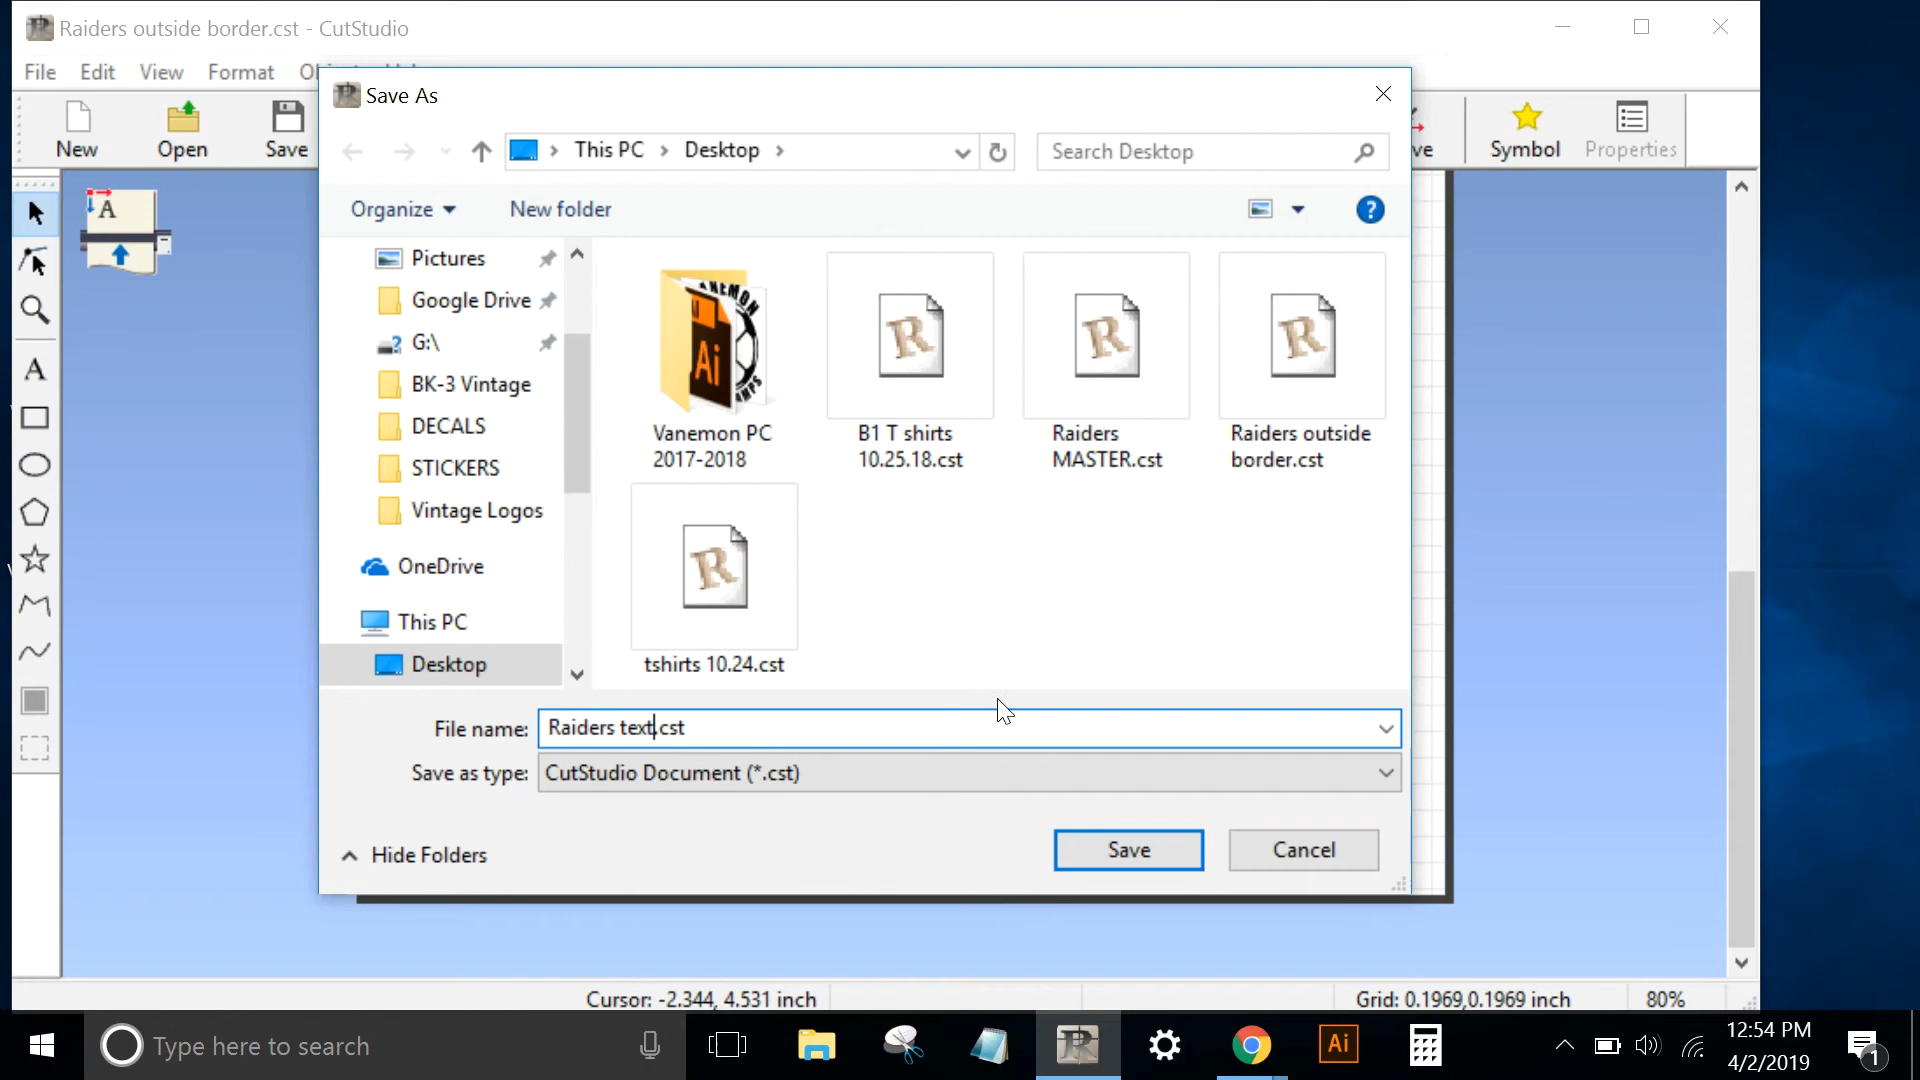 Raiders outside border.cst - CutStudio
File Edit View Format
Save As
New Open Save
Symbol Properties
This PC > Desktop >
Search Desktop
Organize New folder
?
Pictures
Google Drive
G:\
BK-3 Vintage
DECALS
STICKERS
Vintage Logos
OneDrive
This PC
Desktop
Ai
Vanemon PC
2017-2018
B1 T shirts
10.25.18.cst
Raiders
MASTER.cst
Raiders outside
border.cst
tshirts 10.24.cst
File name: Raiders text.cst
Save as type: CutStudio Document (*.cst)
Hide Folders
Save Cancel
Cursor: -2.344, 4.531 inch
Grid: 0.1969,0.1969 inch
80%
Type here to search
Ai
12:54 PM
4/2/2019
1